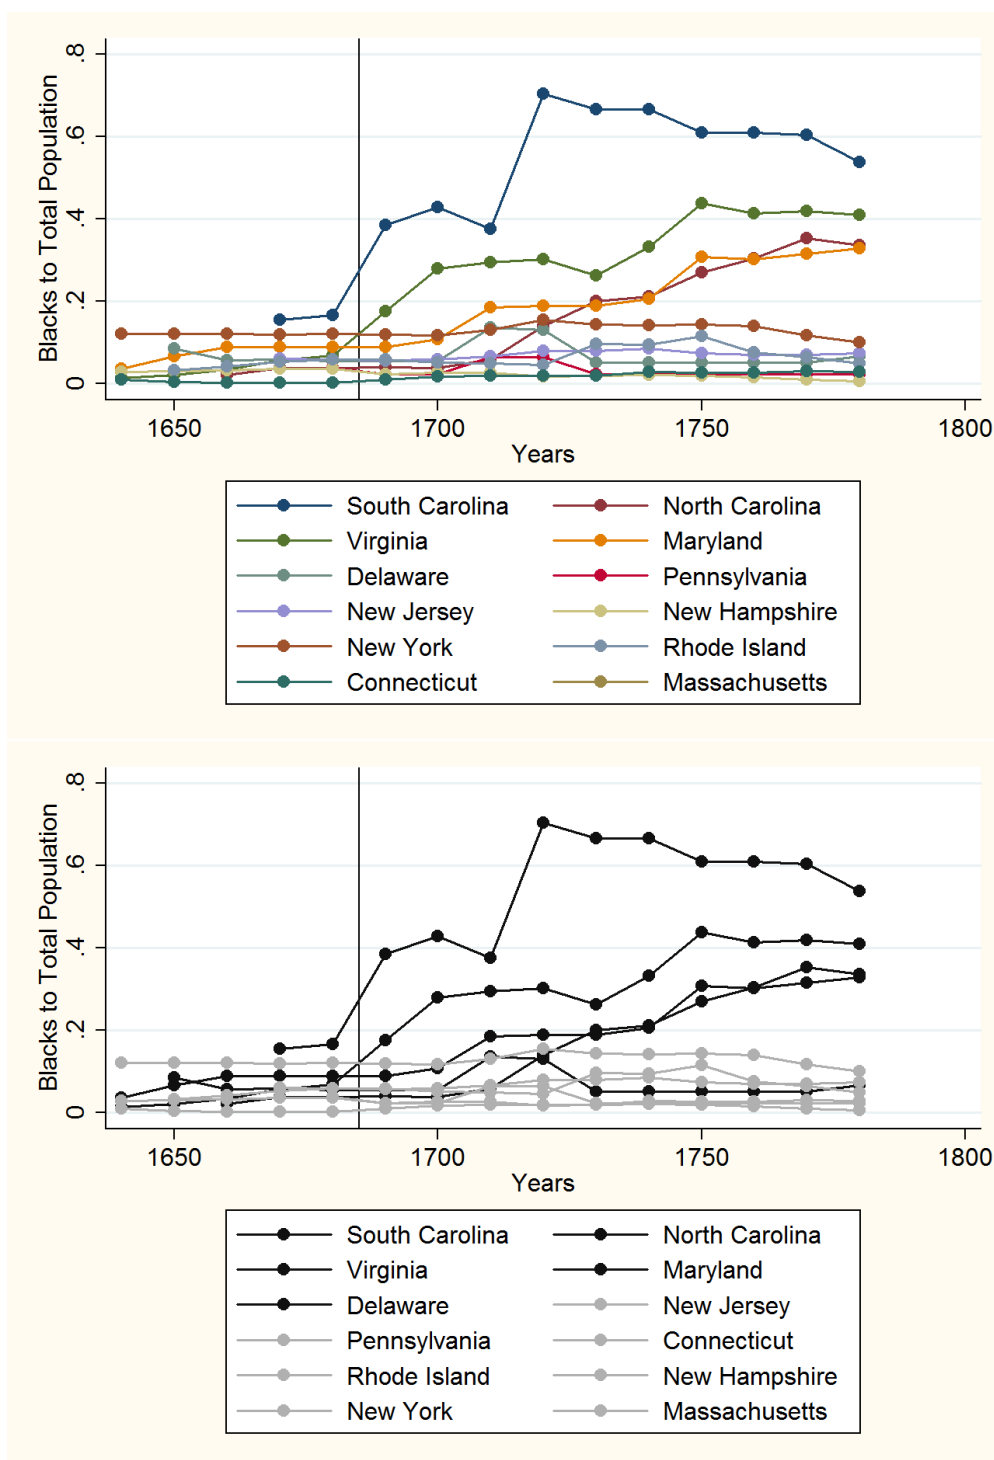 Blacks to Total Population
.8
.6
.4
.2
0
1650 1700 1750 1800
Years
South Carolina North Carolina
Virginia Maryland
Delaware Pennsylvania
New Jersey New Hampshire
New York Rhode Island
Connecticut Massachusetts
Blacks to Total Population
.8
.6
.4
.2
0
1650 1700 1750 1800
Years
South Carolina North Carolina
Virginia Maryland
Delaware New Jersey
Pennsylvania Connecticut
Rhode Island New Hampshire
New York Massachusetts